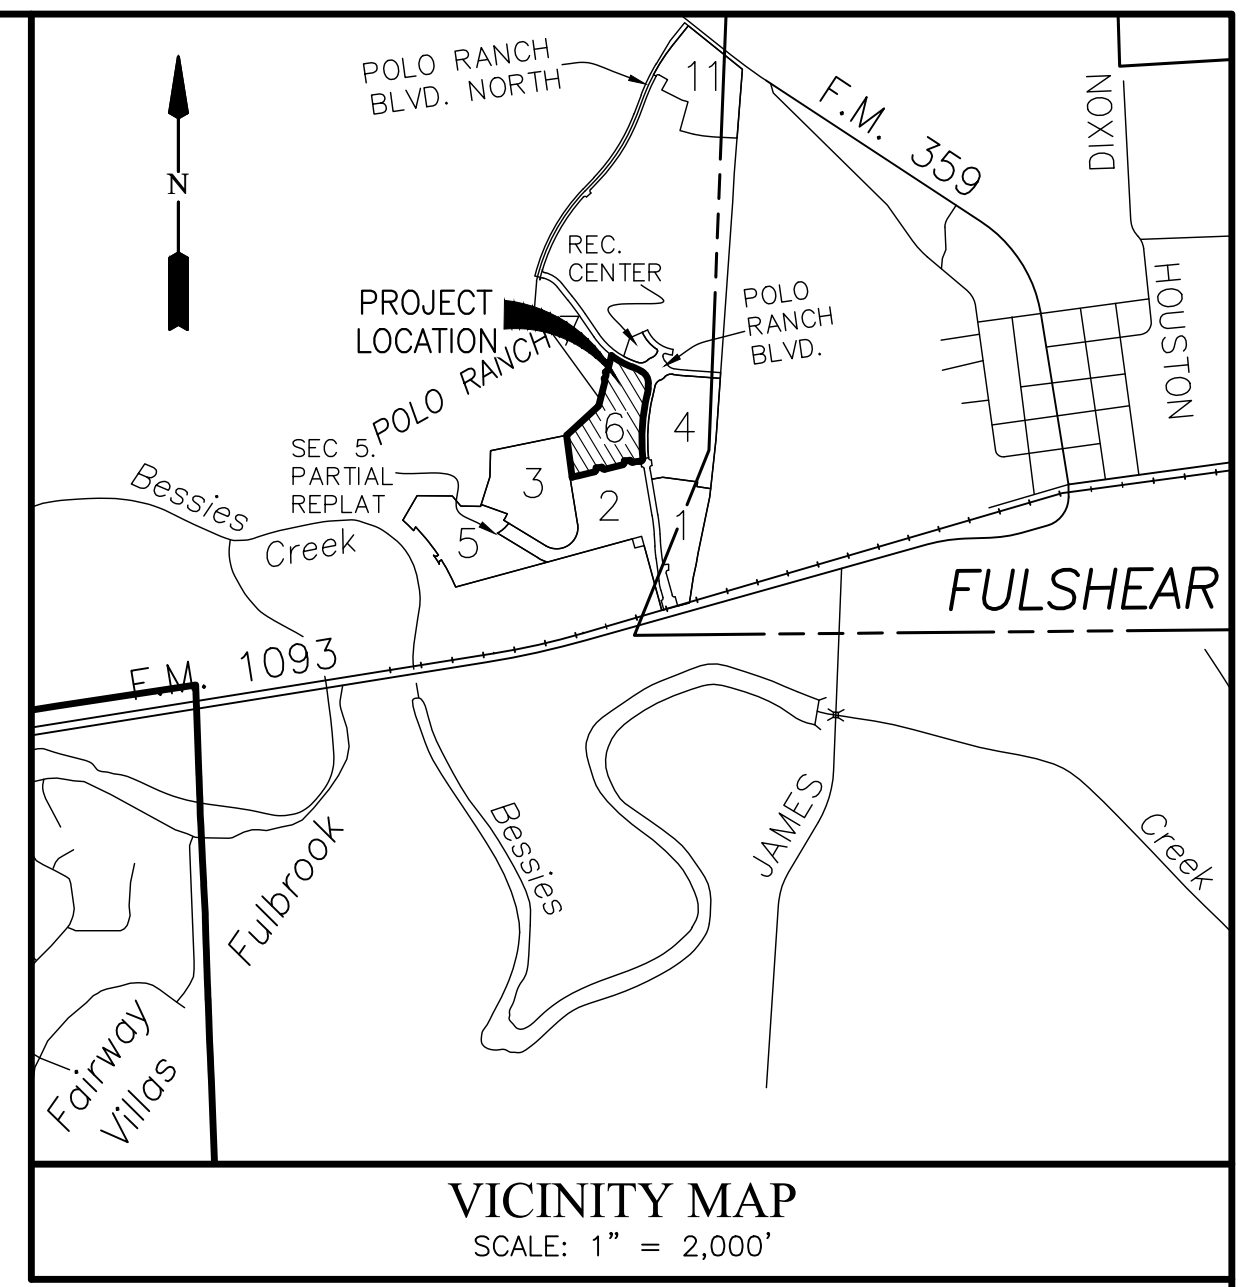 POLO RANCH
BLVD. NORTH
11
F.M. 359
DIXON
N
REC.
CENTER
HOUSTON
PROJECT
LOCATION
POLO
RANCH
BLVD.
7
POLO RANCH
6
4
SEC 5.
PARTIAL
REPLAT
3
2
1
5
Bessies
Creek
FULSHEAR
F.M. 1093
JAMES
Bessies
Creek
Fulbrook
Fairway
Villas
VICINITY MAP
SCALE: 1" = 2,000'